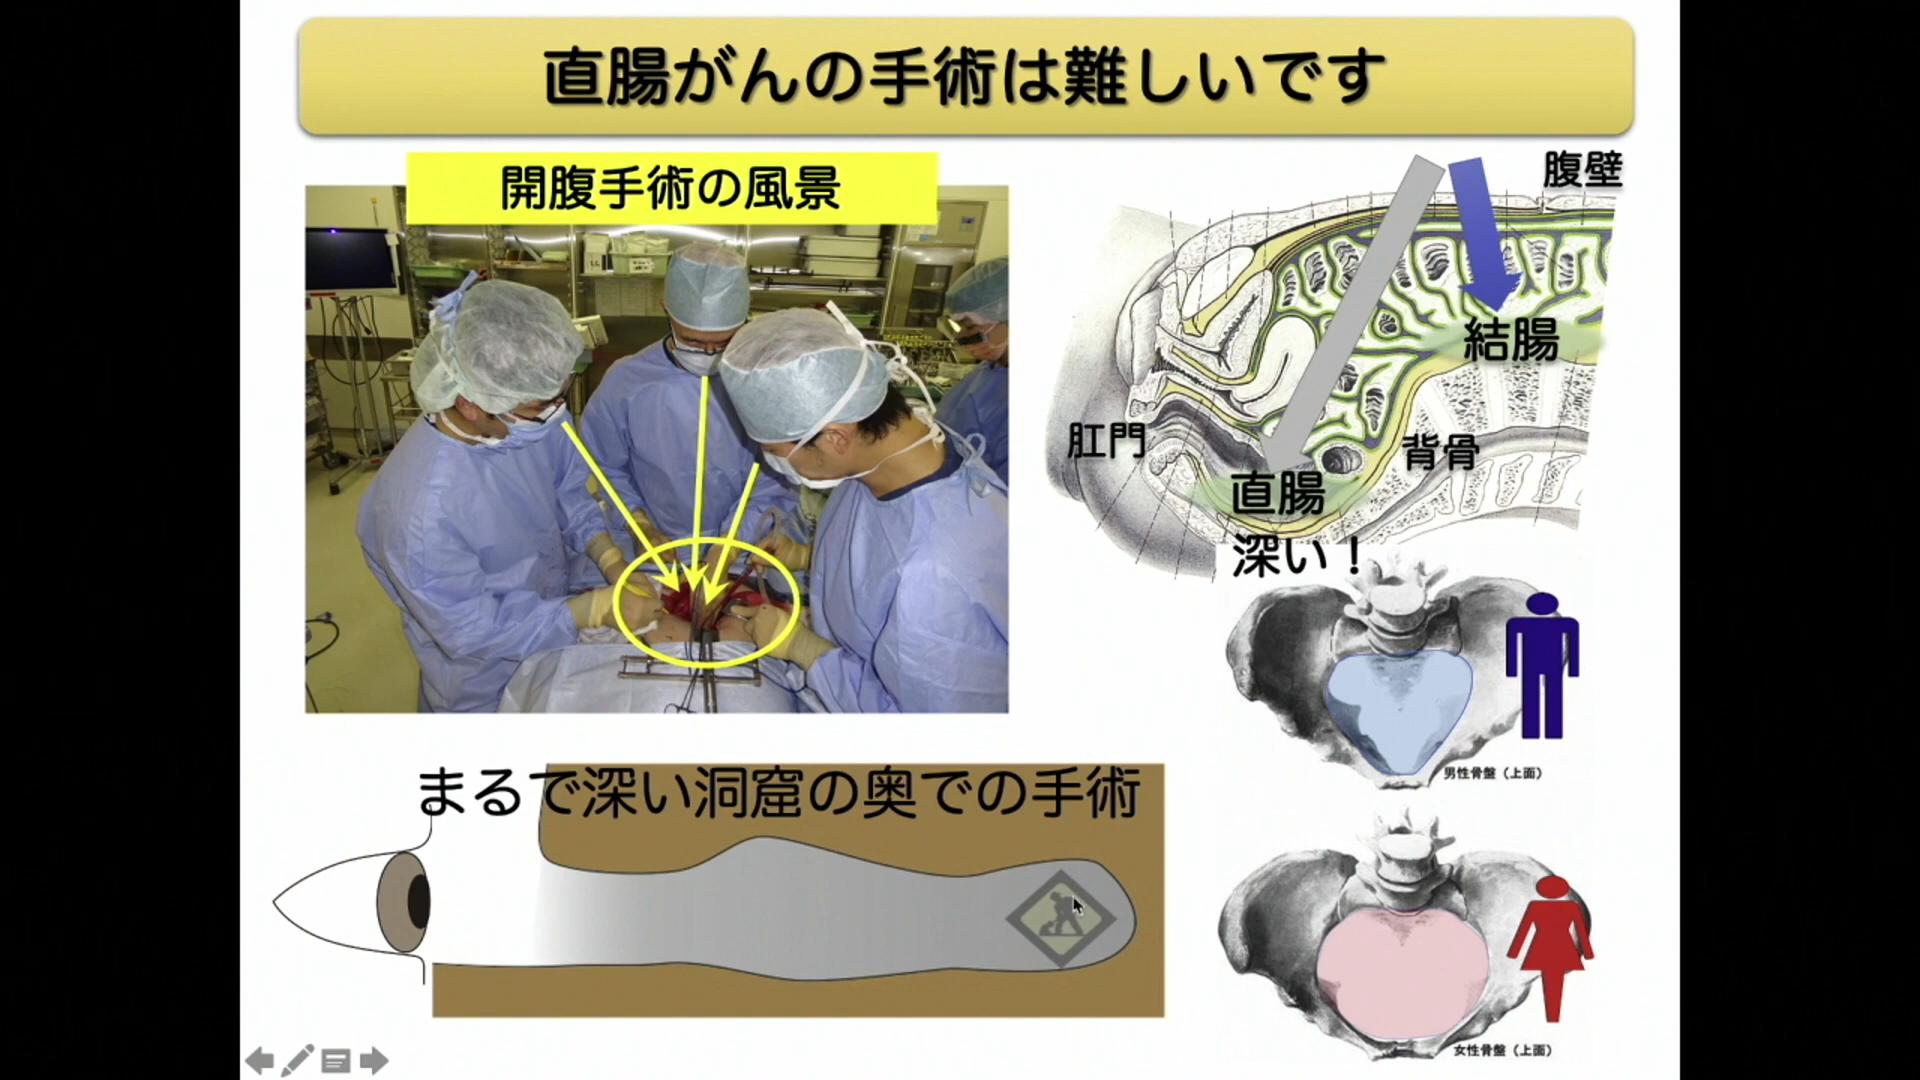 直腸がんの手術は難しいです
開腹手術の風景
腹壁
結腸
肛門
背骨
直腸
深い！
男性骨盤（上面）
まるで深い洞窟の奥での手術
女性骨盤（上面）